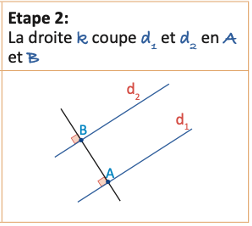 Etape 2:
La droite k coupe d₁ et d₂ en A
et B
d₂
B
d₁
A